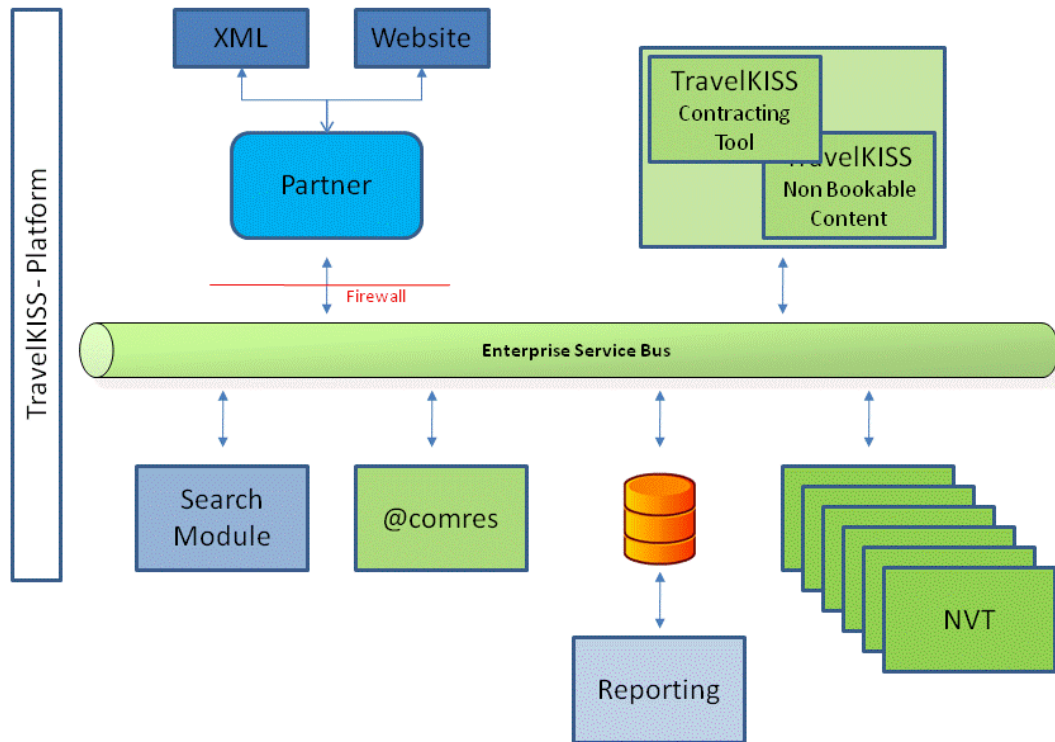 TravelKISS - Platform
XML
Website
Partner
Firewall
TravelKISS
Contracting
Tool
TravelKISS
Non Bookable
Content
Enterprise Service Bus
Search
Module
@comres
Reporting
NVT